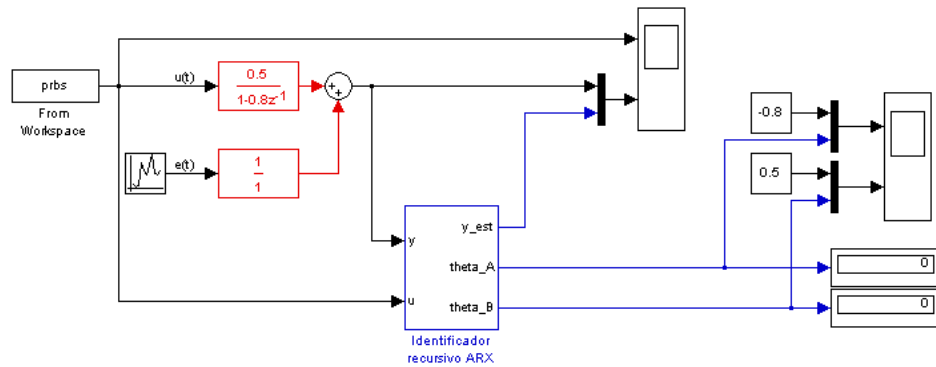 prbs
From
Workspace
u(t)
0.5
1-0.8z⁻¹
+
+
e(t)
1
1
y
u
y_est
theta_A
theta_B
Identificador
recursivo ARX
-0.8
0.5
0
0